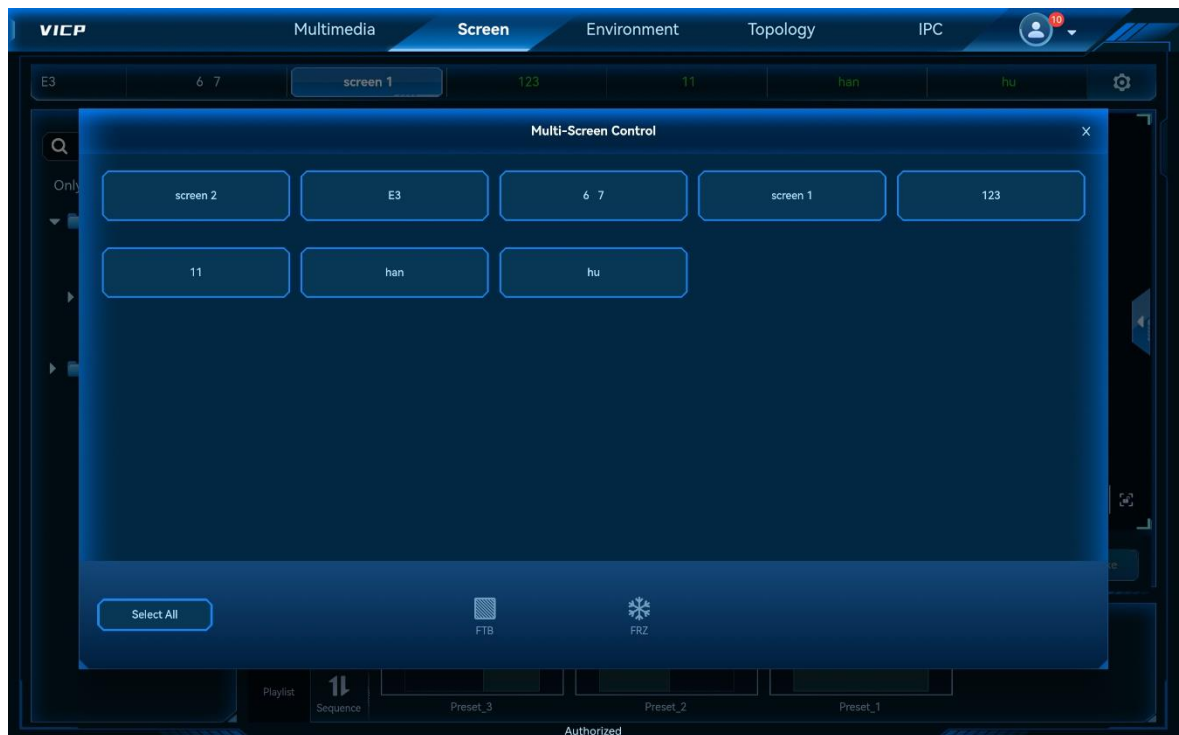 VICP Multimedia Screen Environment Topology IPC 10
E3 6 7 screen 1 123 11 han hu
Multi-Screen Control X
Only
screen 2 E3 6 7 screen 1 123
11 han hu
Select All FTB FRZ
Playlist Sequence Preset_3 Preset_2 Preset_1
Authorized